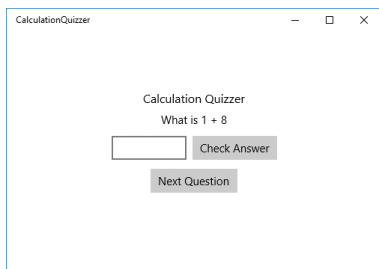 CalculationQuizzer
Calculation Quizzer
What is 1 + 8
Check Answer
Next Question